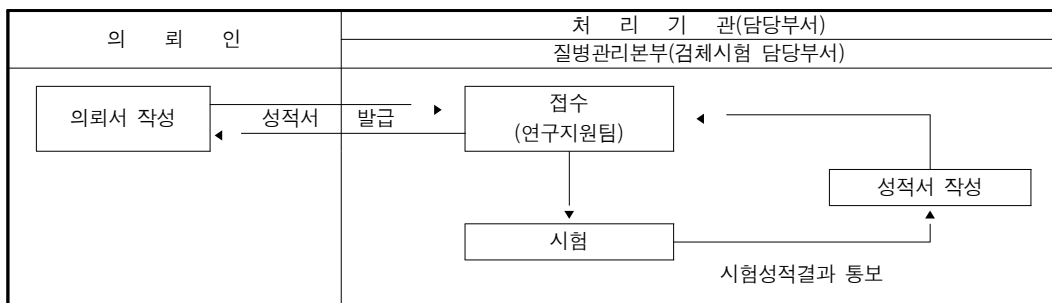 의 뢰 인
처 리 기 관(담당부서)
질병관리본부(검체시험 담당부서)
의뢰서 작성
성적서 발급
접수
(연구지원팀)
성적서 작성
시험
시험성적결과 통보